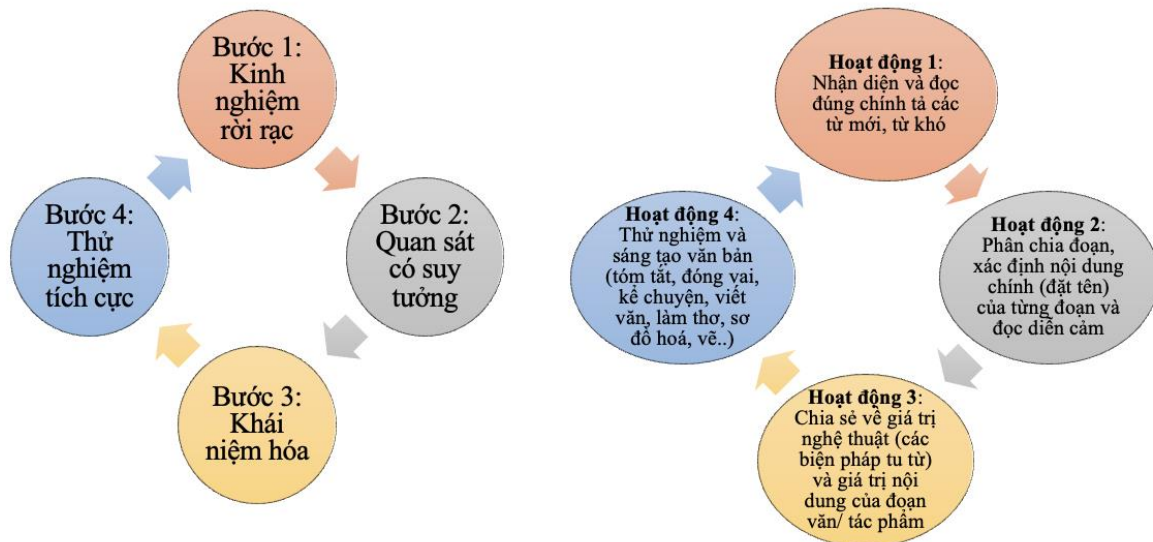 Bước 1:
Kinh
nghiệm
rời rạc
Bước 2:
Quan sát
có suy
tưởng
Bước 3:
Khái
niệm hóa
Bước 4:
Thử
nghiệm
tích cực
Hoạt động 1:
Nhận diện và đọc
đúng chính tả các
từ mới, từ khó
Hoạt động 2:
Phân chia đoạn,
xác định nội dung
chính (đặt tên)
của từng đoạn và
đọc diễn cảm
Hoạt động 3:
Chia sẻ về giá trị
nghệ thuật (các
biện pháp tu từ)
và giá trị nội
dung của đoạn
văn/ tác phẩm
Hoạt động 4:
Thử nghiệm và
sáng tạo văn bản
(tóm tắt, đóng vai,
kể chuyện, viết
văn, làm thơ, sơ
đồ hoá, vẽ..)